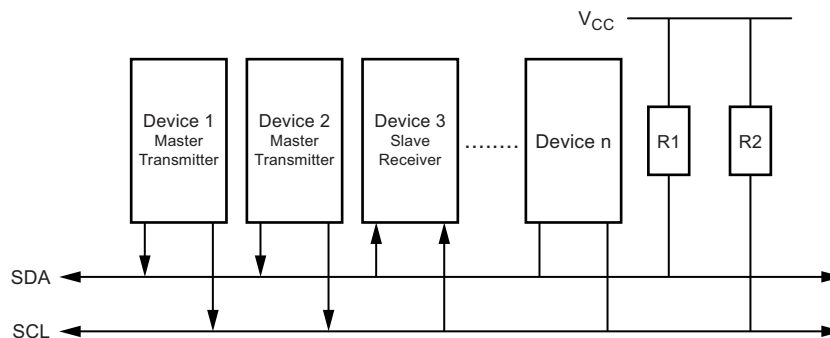 VCC
Device 1
Master
Transmitter
Device 2
Master
Transmitter
Device 3
Slave
Receiver
........
Device n
R1
R2
SDA
SCL